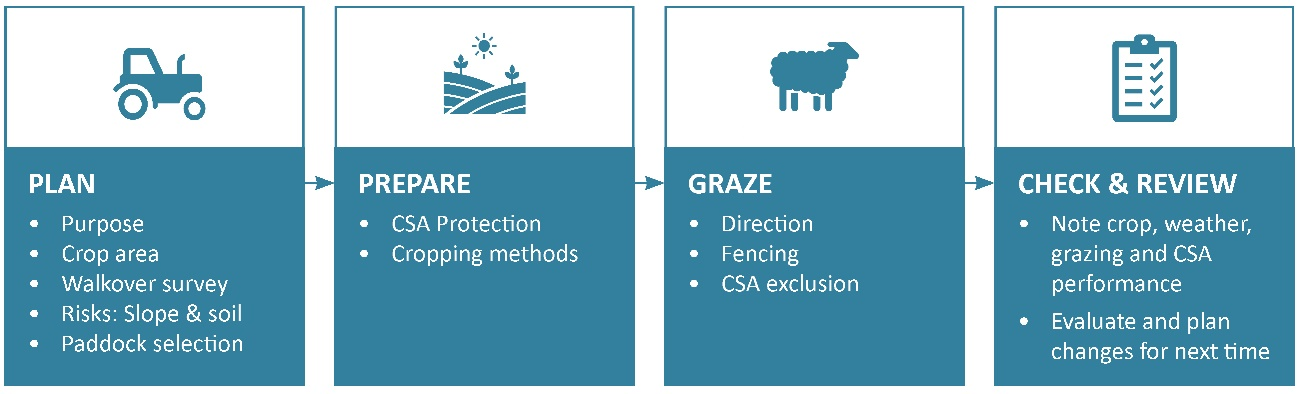 PLAN
• Purpose
• Crop area
• Walkover survey
• Risks: Slope & soil
• Paddock selection
PREPARE
• CSA Protection
• Cropping methods
GRAZE
• Direction
• Fencing
• CSA exclusion
CHECK & REVIEW
• Note crop, weather,
grazing and CSA
performance
• Evaluate and plan
changes for next time